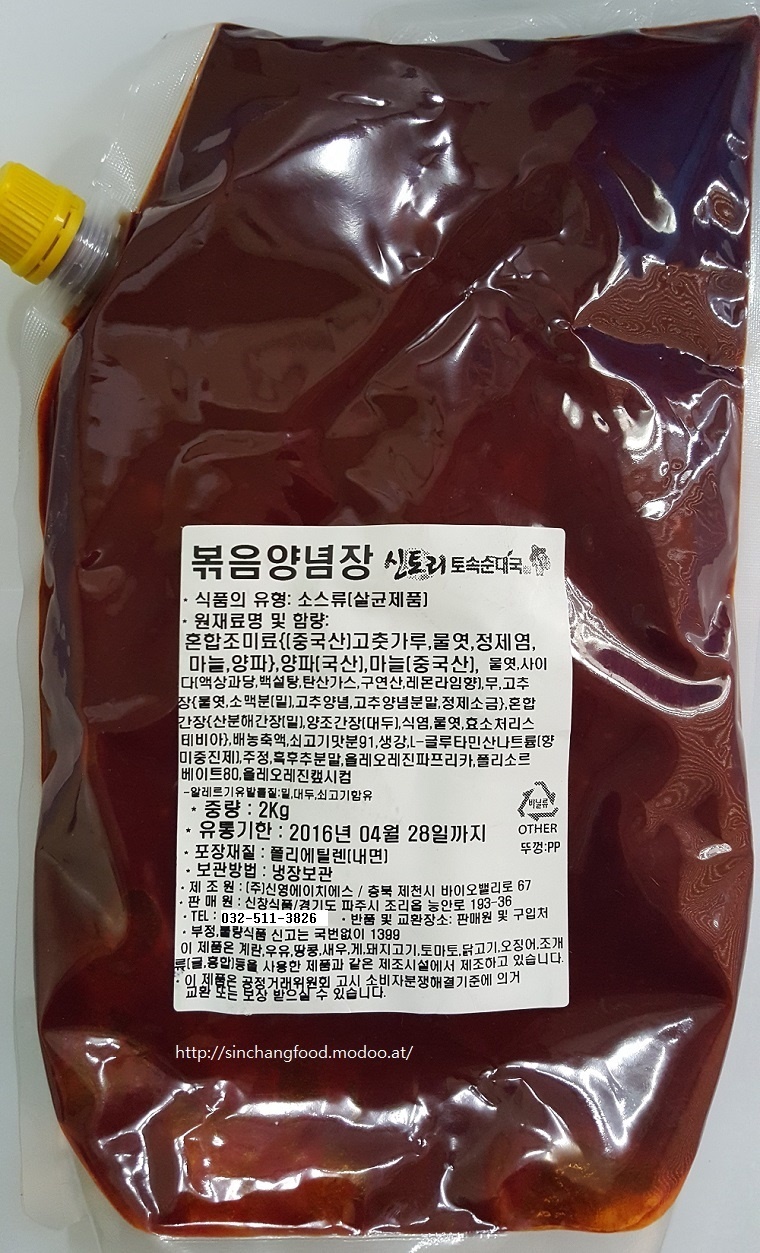 볶음양념장 신토리 토속순대국
· 식품의 유형: 소스류(살균제품)
· 원재료명 및 함량:
혼합조미료{(중국산)고춧가루,물엿,정제염,
마늘,양파},양파(국산),마늘(중국산), 물엿,사이
다(액상과당,백설탕,탄산가스,구연산,레몬라임향),무,고추
장{물엿,소맥분(밀),고추양념,고추양념분말,정제소금},혼합
간장{산분해간장(밀),양조간장(대두),식염,물엿,효소처리스
테비아},배농축액,쇠고기맛분91,생강,L-글루타민산나트륨(향
미증진제),주정,흑후추분말,올레오레진파프리카,폴리소르
베이트80,올레오레진캪시컴
-알레르기유발물질:밀,대두,쇠고기함유
* 중량 : 2Kg
* 유통기한 : 2016년 04월 28일까지
비닐류
OTHER
뚜껑:PP
· 포장재질 : 폴리에틸렌(내면)
· 보관방법 : 냉장보관
· 제 조 원 : (주)신영에이치에스 / 충북 제천시 바이오밸리로 67
· 판 매 원 : 신창식품/경기도 파주시 조리읍 능안로 193-36
· TEL : 032-511-3826 · 반품 및 교환장소: 판매원 및 구입처
· 부정,불량식품 신고는 국번없이 1399
이 제품은 계란,우유,땅콩,새우,게,돼지고기,토마토,닭고기,오징어,조개
류(굴,홍합)등을 사용한 제품과 같은 제조시설에서 제조하고 있습니다.
· 이 제품은 공정거래위원회 고시 소비자분쟁해결기준에 의거
교환 또는 보상 받으실 수 있습니다.
http://sinchangfood.modoo.at/